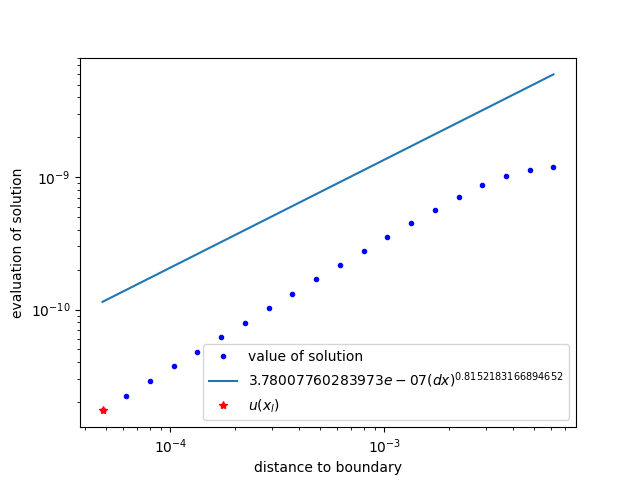 evaluation of solution
10⁻⁹
10⁻¹⁰
value of solution
3.78007760283973e − 07(dx)^0.8152183166894652
u(x_l)
10⁻⁴
10⁻³
distance to boundary